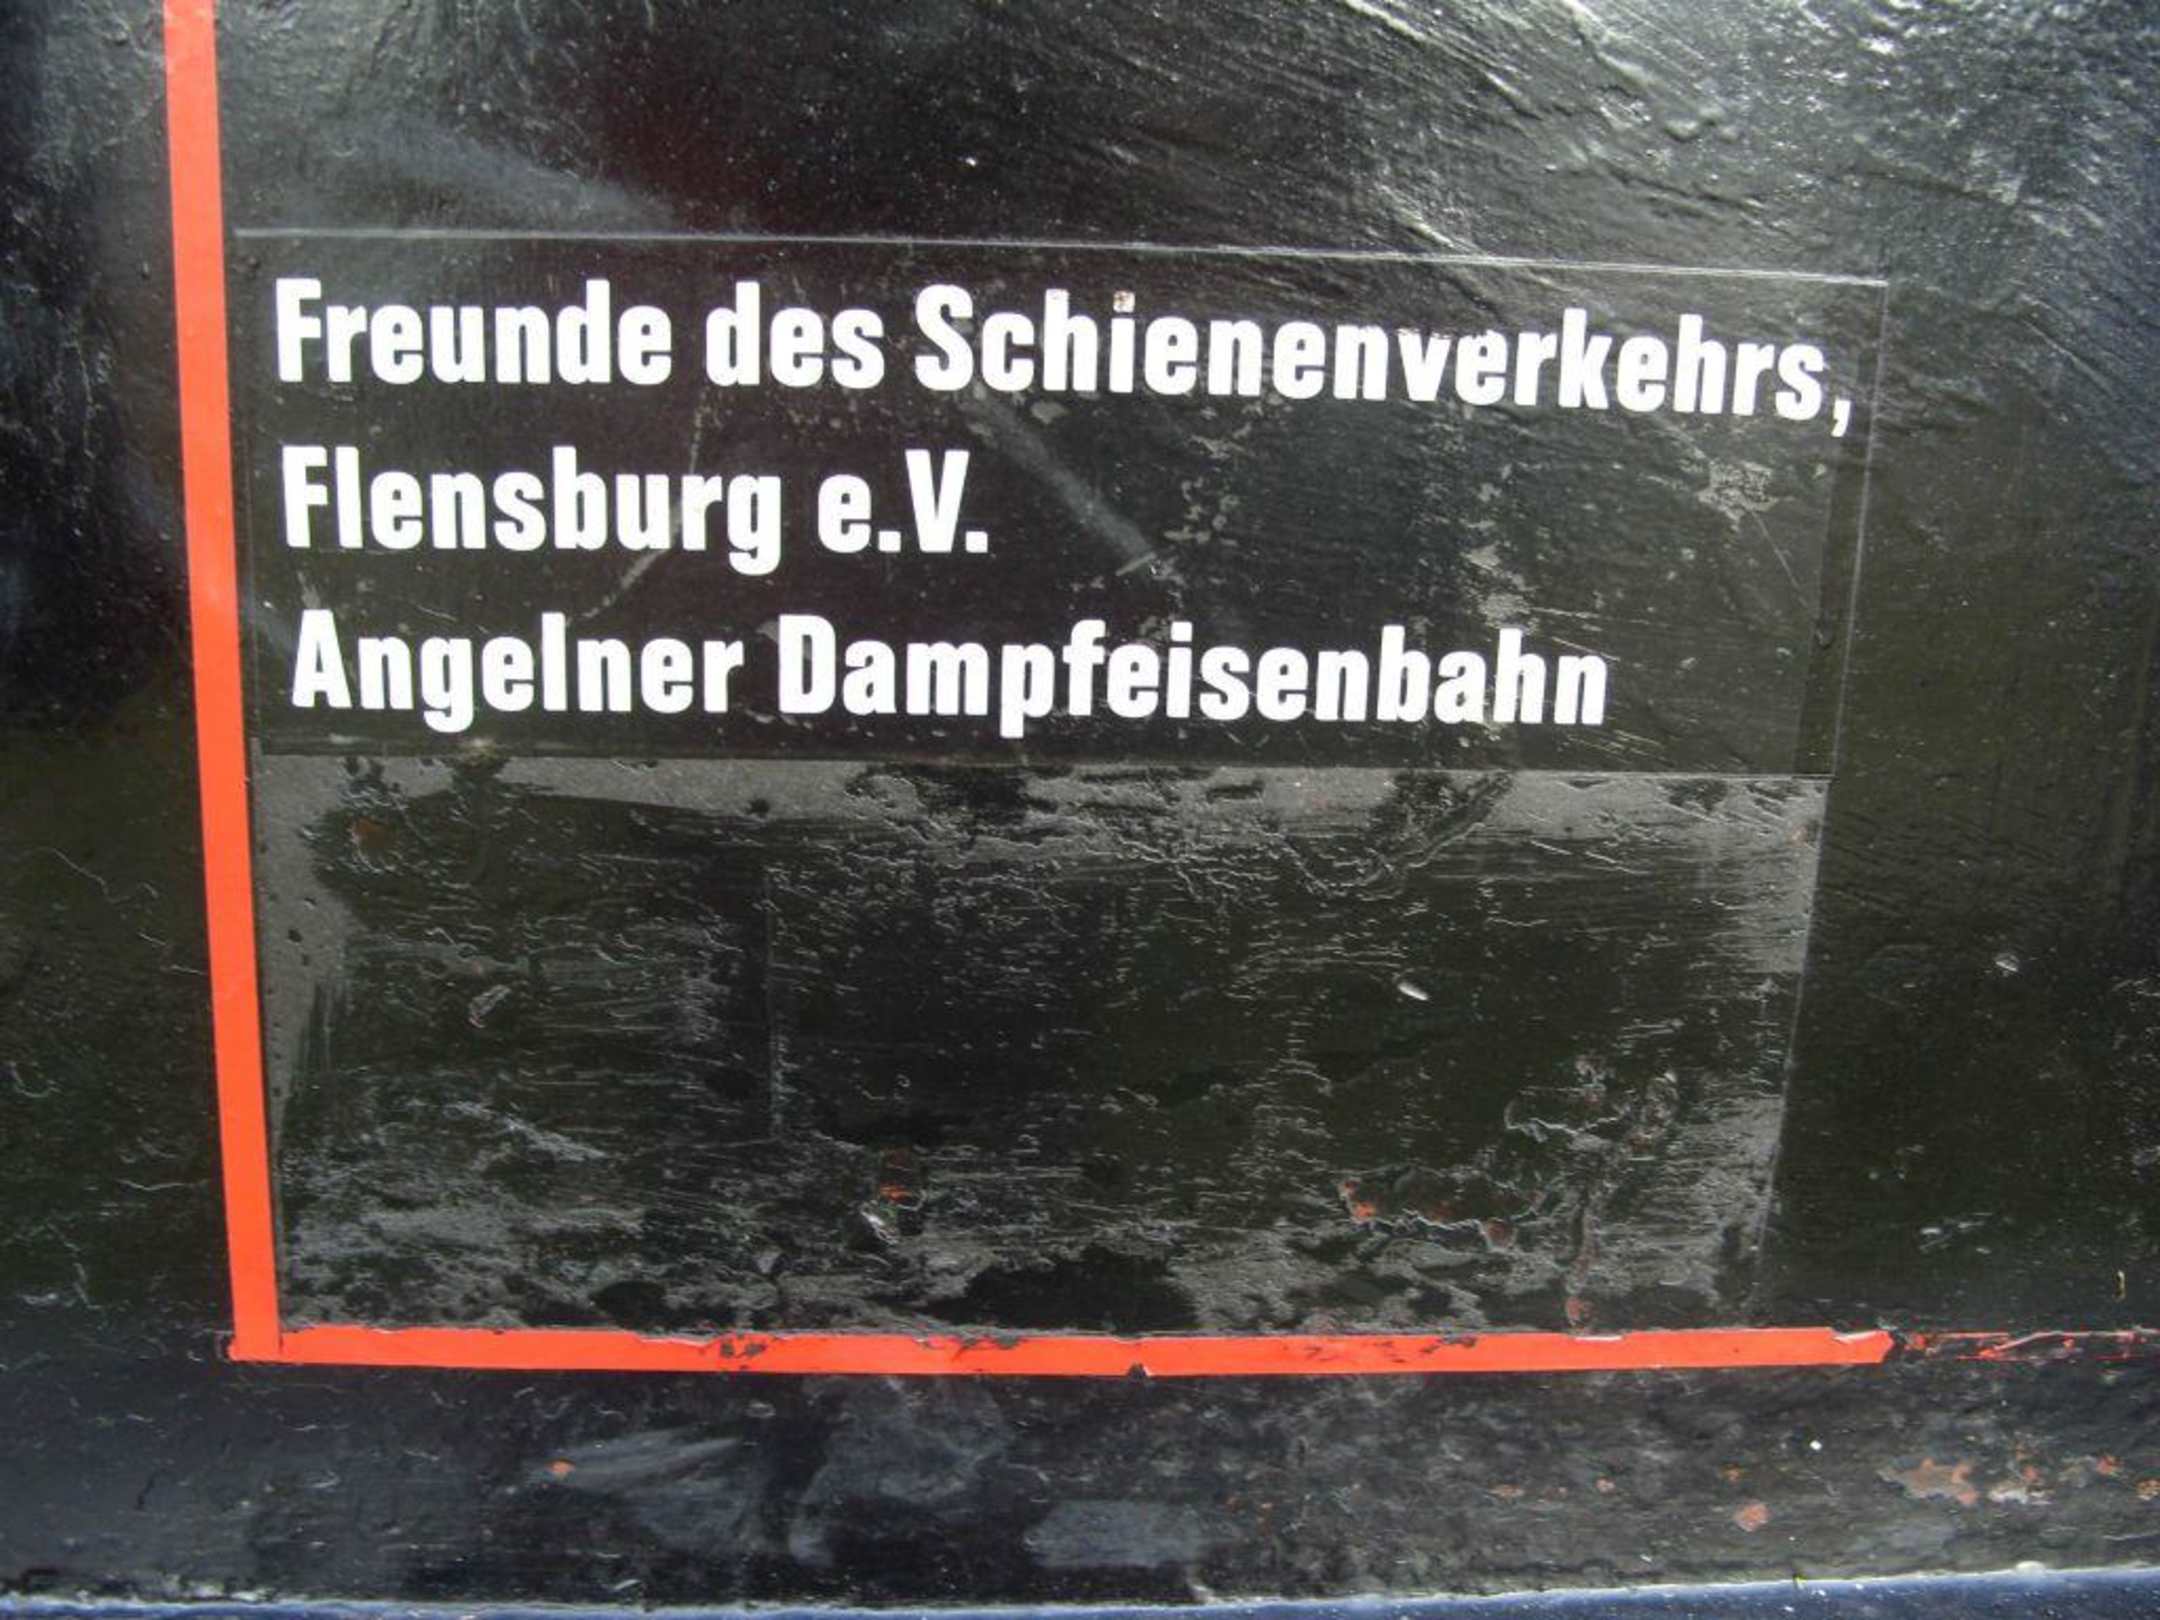 Freunde des Schienenverkehrs,
Flensburg e.V.
Angelner Dampfeisenbahn